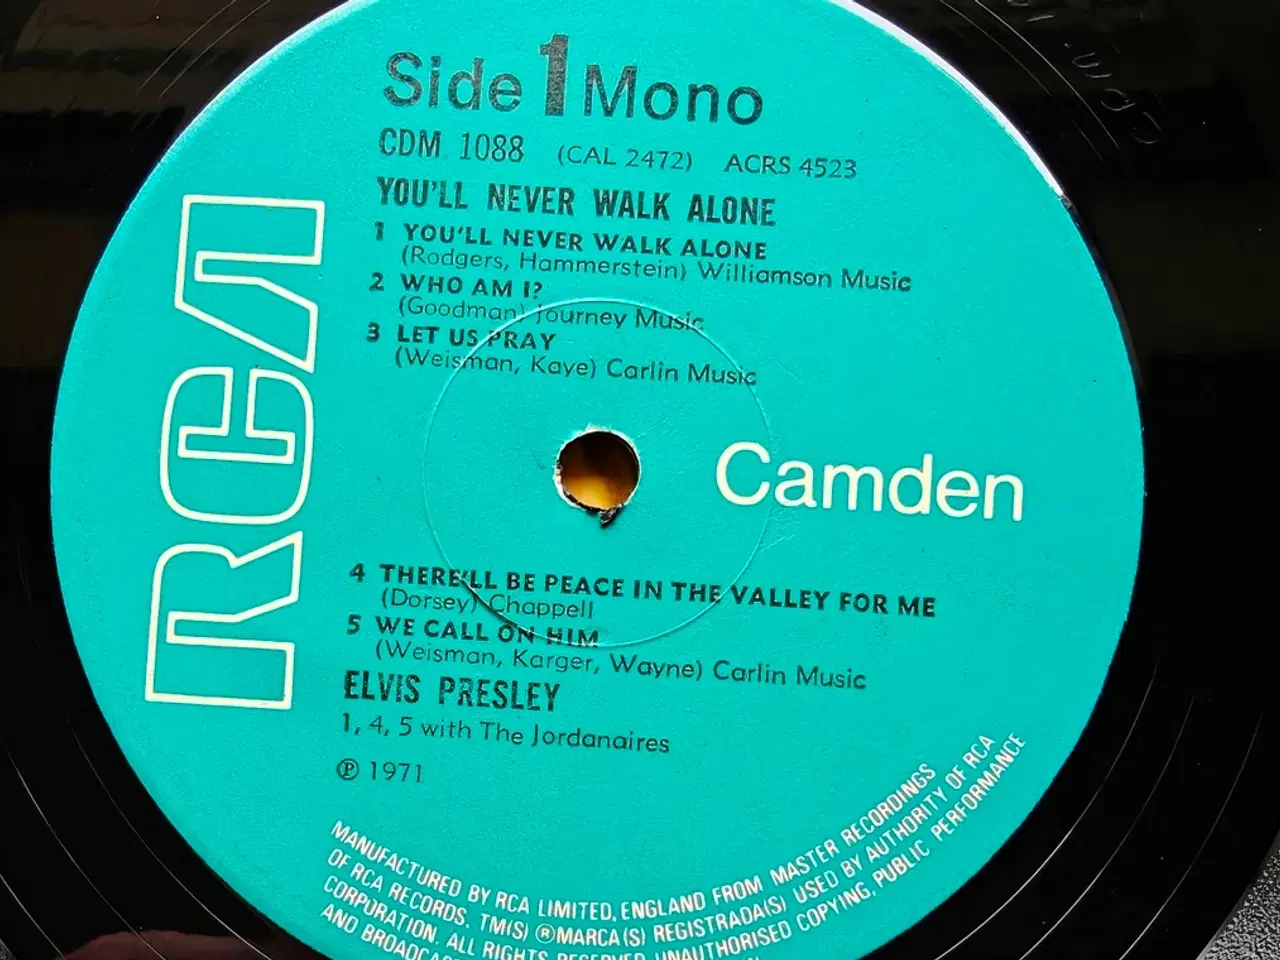 Side 1 Mono
CDM 1088 (CAL 2472) ACRS 4523
YOU'LL NEVER WALK ALONE
1 YOU'LL NEVER WALK ALONE
(Rodgers, Hammerstein) Williamson Music
2 WHO AM I?
(Goodman) Journey Music
3 LET US PRAY
(Weisman, Kaye) Carlin Music
RCA
Camden
4 THERE'LL BE PEACE IN THE VALLEY FOR ME
(Dorsey) Chappell
5 WE CALL ON HIM
(Weisman, Karger, Wayne) Carlin Music
ELVIS PRESLEY
1, 4, 5 with The Jordanaires
℗ 1971
MANUFACTURED BY RCA LIMITED, ENGLAND FROM MASTER RECORDINGS
OF RCA RECORDS. TM(S) ® MARCA(S) REGISTRADA(S) USED BY AUTHORITY OF RCA
CORPORATION. ALL RIGHTS RESERVED. UNAUTHORISED COPYING, PUBLIC PERFORMANCE
AND